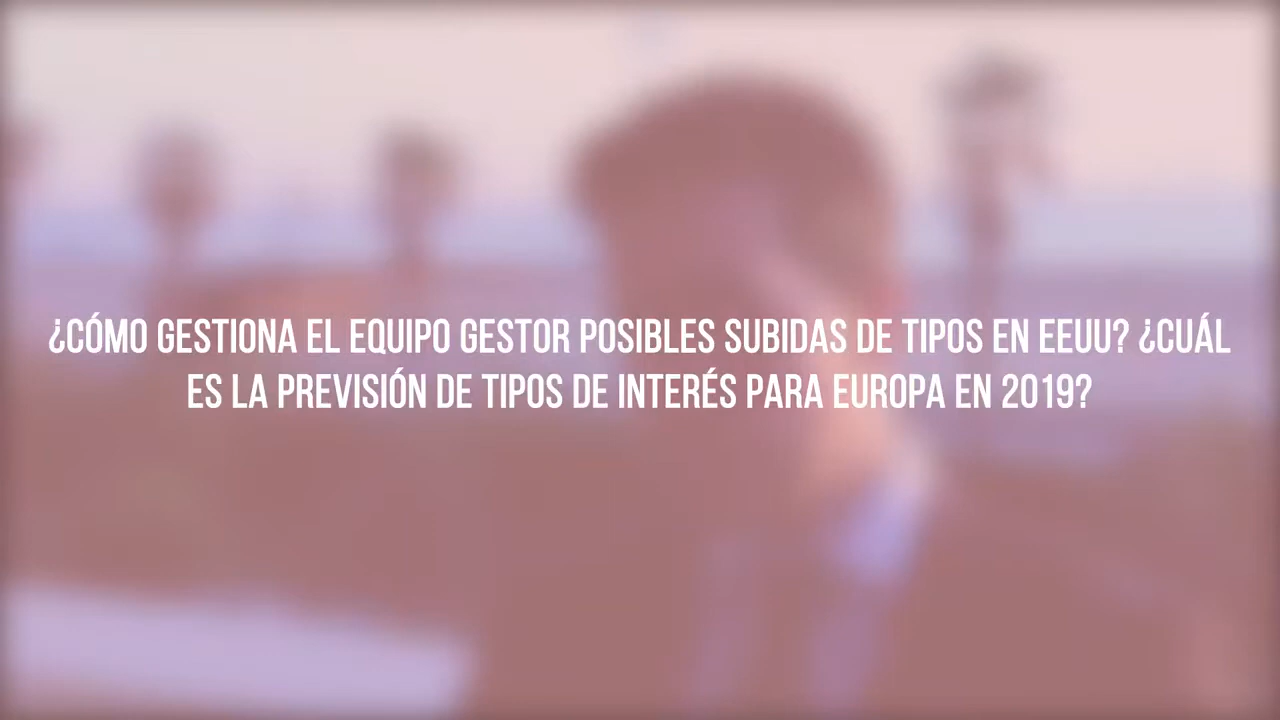 ¿CÓMO GESTIONA EL EQUIPO GESTOR POSIBLES SUBIDAS DE TIPOS EN EEUU? ¿CUÁL
ES LA PREVISIÓN DE TIPOS DE INTERÉS PARA EUROPA EN 2019?